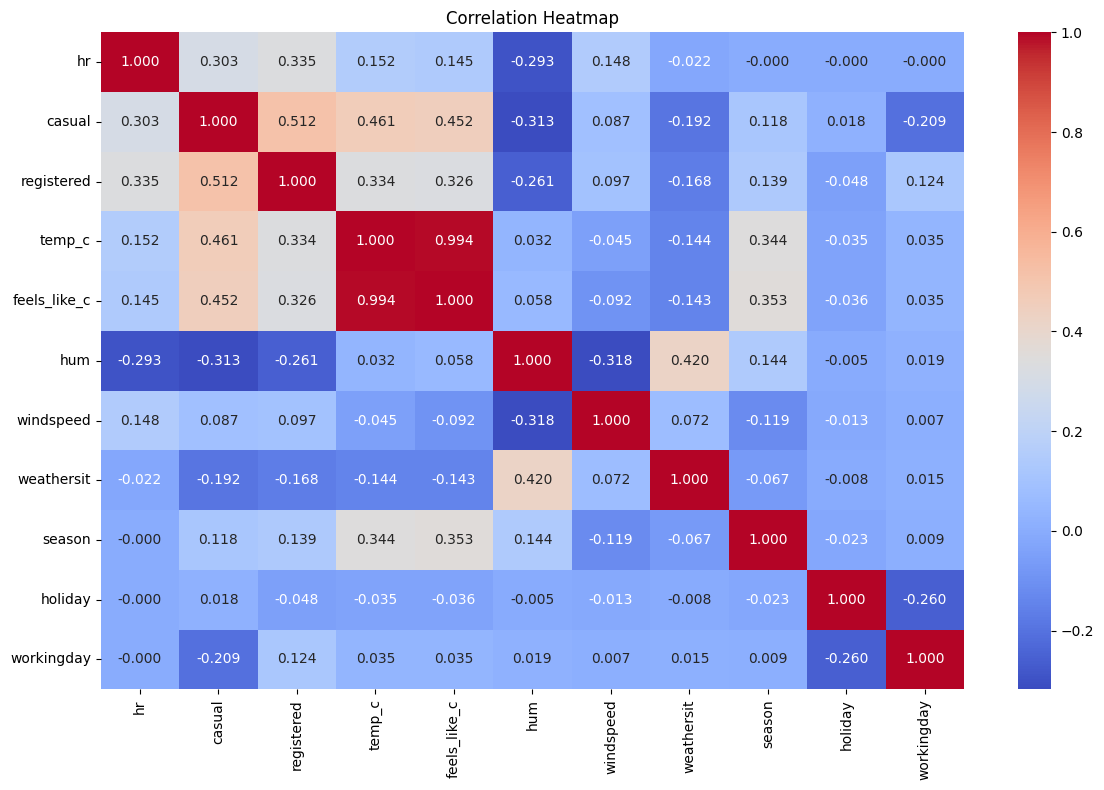 Correlation Heatmap
hr 1.000 0.303 0.335 0.152 0.145 -0.293 0.148 -0.022 -0.000 -0.000 -0.000
casual 0.303 1.000 0.512 0.461 0.452 -0.313 0.087 -0.192 0.118 0.018 -0.209
registered 0.335 0.512 1.000 0.334 0.326 -0.261 0.097 -0.168 0.139 -0.048 0.124
temp_c 0.152 0.461 0.334 1.000 0.994 0.032 -0.045 -0.144 0.344 -0.035 0.035
feels_like_c 0.145 0.452 0.326 0.994 1.000 0.058 -0.092 -0.143 0.353 -0.036 0.035
hum -0.293 -0.313 -0.261 0.032 0.058 1.000 -0.318 0.420 0.144 -0.005 0.019
windspeed 0.148 0.087 0.097 -0.045 -0.092 -0.318 1.000 0.072 -0.119 -0.013 0.007
weathersit -0.022 -0.192 -0.168 -0.144 -0.143 0.420 0.072 1.000 -0.067 -0.008 0.015
season -0.000 0.118 0.139 0.344 0.353 0.144 -0.119 -0.067 1.000 -0.023 0.009
holiday -0.000 0.018 -0.048 -0.035 -0.036 -0.005 -0.013 -0.008 -0.023 1.000 -0.260
workingday -0.000 -0.209 0.124 0.035 0.035 0.019 0.007 0.015 0.009 -0.260 1.000
hr casual registered temp_c feels_like_c hum windspeed weathersit season holiday workingday
1.0
0.8
0.6
0.4
0.2
0.0
−0.2